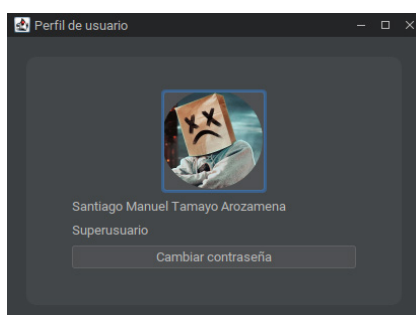 Perfil de usuario
Santiago Manuel Tamayo Arozamena
Superusuario
Cambiar contraseña